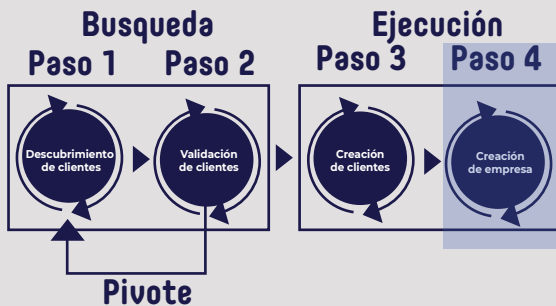 Busqueda
Ejecución
Paso 1
Paso 2
Paso 3
Paso 4
Descubrimiento
de clientes
Validación
de clientes
Creación
de clientes
Creación
de empresa
Pivote